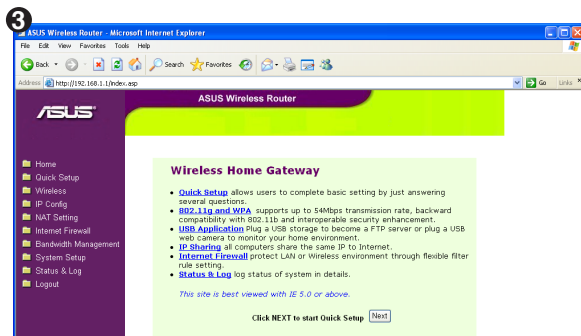 3
ASUS Wireless Router - Microsoft Internet Explorer
File Edit View Favorites Tools Help
Back Search Favorites
Address http://192.168.1.1/index.asp Go Links
ASUS Wireless Router
ASUS
Home
Quick Setup
Wireless
IP Config
NAT Setting
Internet Firewall
Bandwidth Management
System Setup
Status & Log
Logout
Wireless Home Gateway
• Quick Setup allows users to complete basic setting by just answering
several questions.
• 802.11g and WPA supports up to 54Mbps transmission rate, backward
compatibility with 802.11b and interoperable security enhancement.
• USB Application Plug a USB storage to become a FTP server or plug a USB
web camera to monitor your home environment.
• IP Sharing all computers share the same IP to Internet.
• Internet Firewall protect LAN or Wireless environment through flexible filter
rule setting.
• Status & Log log status of system in details.
This site is best viewed with IE 5.0 or above.
Click NEXT to start Quick Setup Next